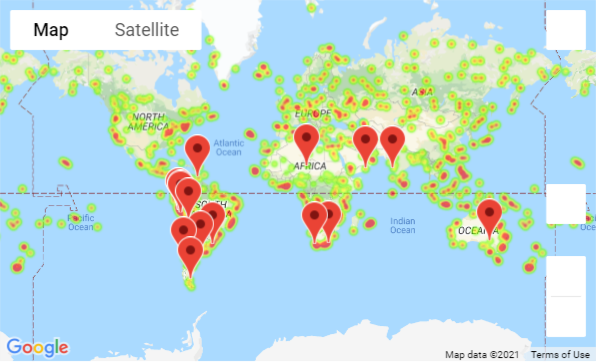 Map Satellite
ASIA
NORTH
AMERICA
EUROPE
Atlantic
Ocean
AFRICA
SOUTH
Pacific
Ocean
Indian
Ocean
OCEANIA
Google
Map data ©2021 Terms of Use